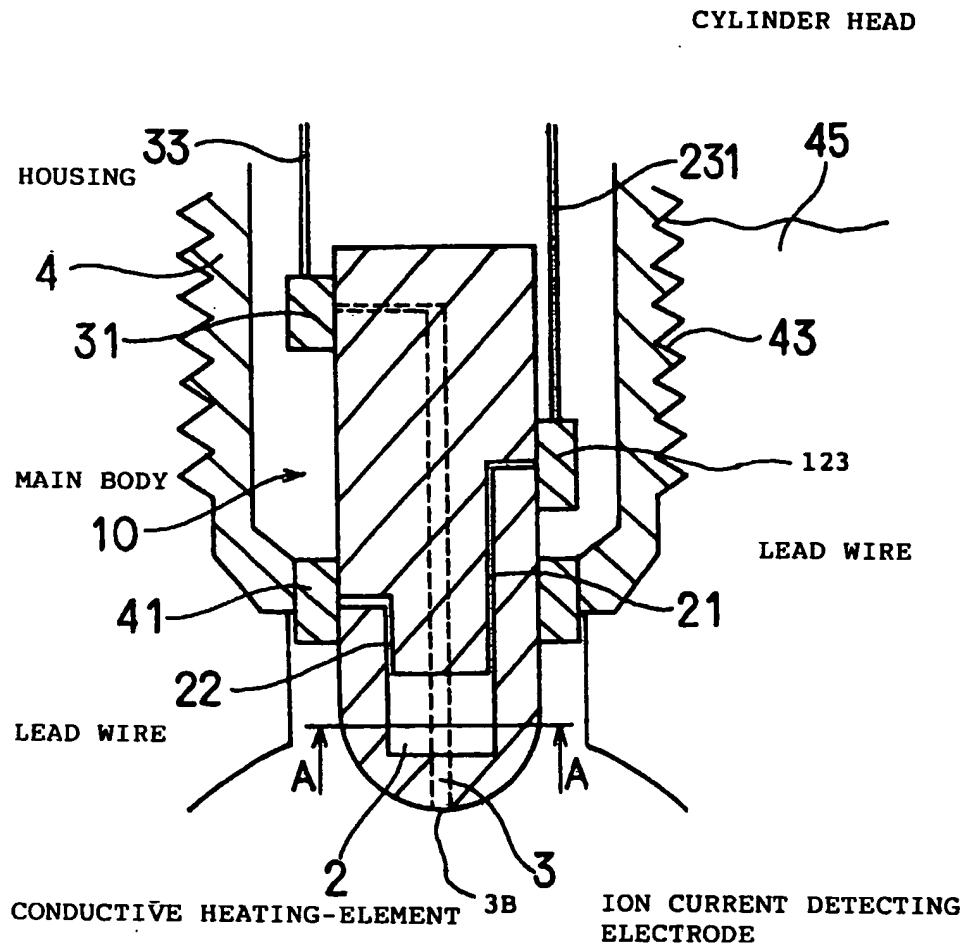 CYLINDER HEAD
33
231
45
HOUSING
4
31
43
MAIN BODY
123
10
LEAD WIRE
41
21
22
LEAD WIRE
A
A
2
3
3B
CONDUCTIVE HEATING-ELEMENT
ION CURRENT DETECTING
ELECTRODE